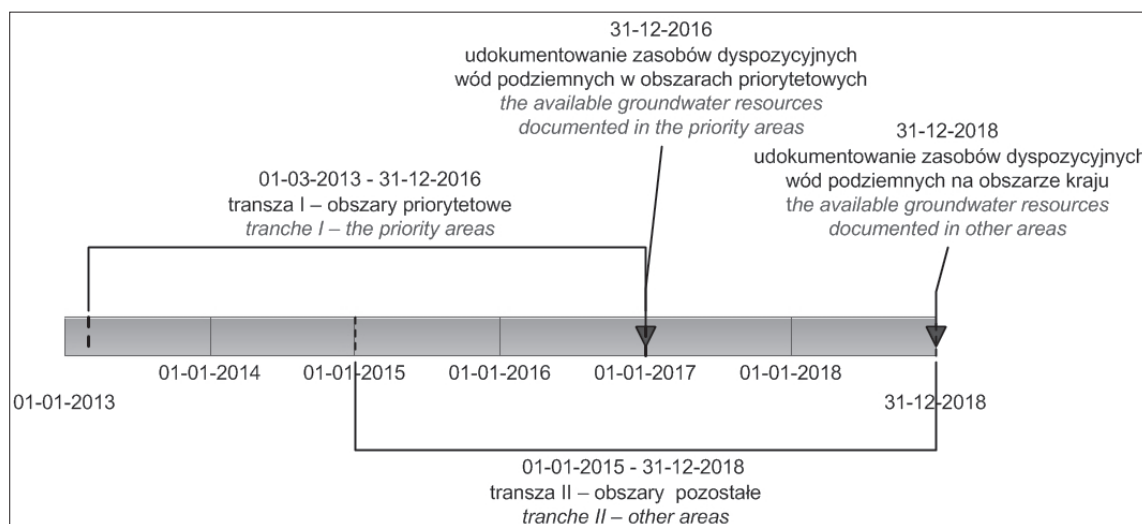 31-12-2016
udokumentowanie zasobów dyspozycyjnych
wód podziemnych w obszarach priorytetowych
the available groundwater resources
documented in the priority areas
31-12-2018
udokumentowanie zasobów dyspozycyjnych
wód podziemnych na obszarze kraju
the available groundwater resources
documented in other areas
01-03-2013 - 31-12-2016
transza I – obszary priorytetowe
tranche I – the priority areas
01-01-2014
01-01-2015
01-01-2016
01-01-2017
01-01-2018
01-01-2013
31-12-2018
01-01-2015 - 31-12-2018
transza II – obszary pozostałe
tranche II – other areas